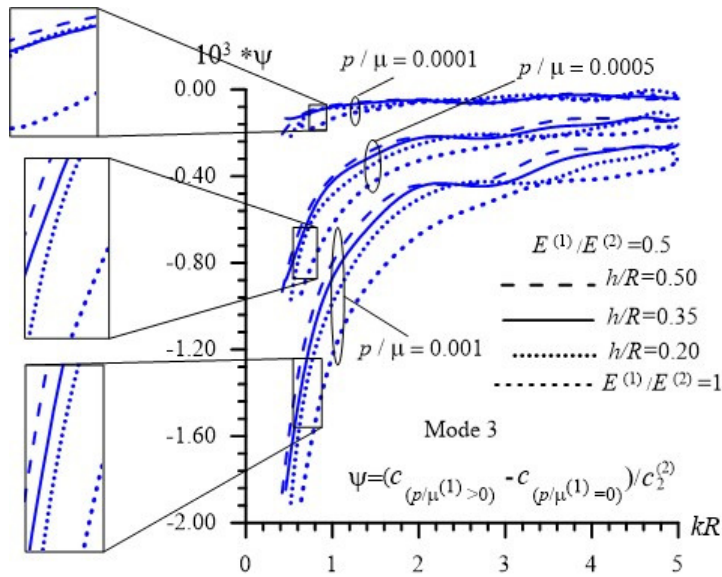 10³ *ψ
p / μ = 0.0001
p / μ = 0.0005
0.00
-0.40
-0.80
-1.20
-1.60
-2.00
E⁽¹⁾/E⁽²⁾=0.5
h/R=0.50
h/R=0.35
h/R=0.20
E⁽¹⁾/E⁽²⁾=1
p / μ = 0.001
Mode 3
ψ=(c₍p/μ⁽¹⁾>0₎ - c₍p/μ⁽¹⁾=0₎)/c₂⁽²⁾
0 1 2 3 4 5
kR